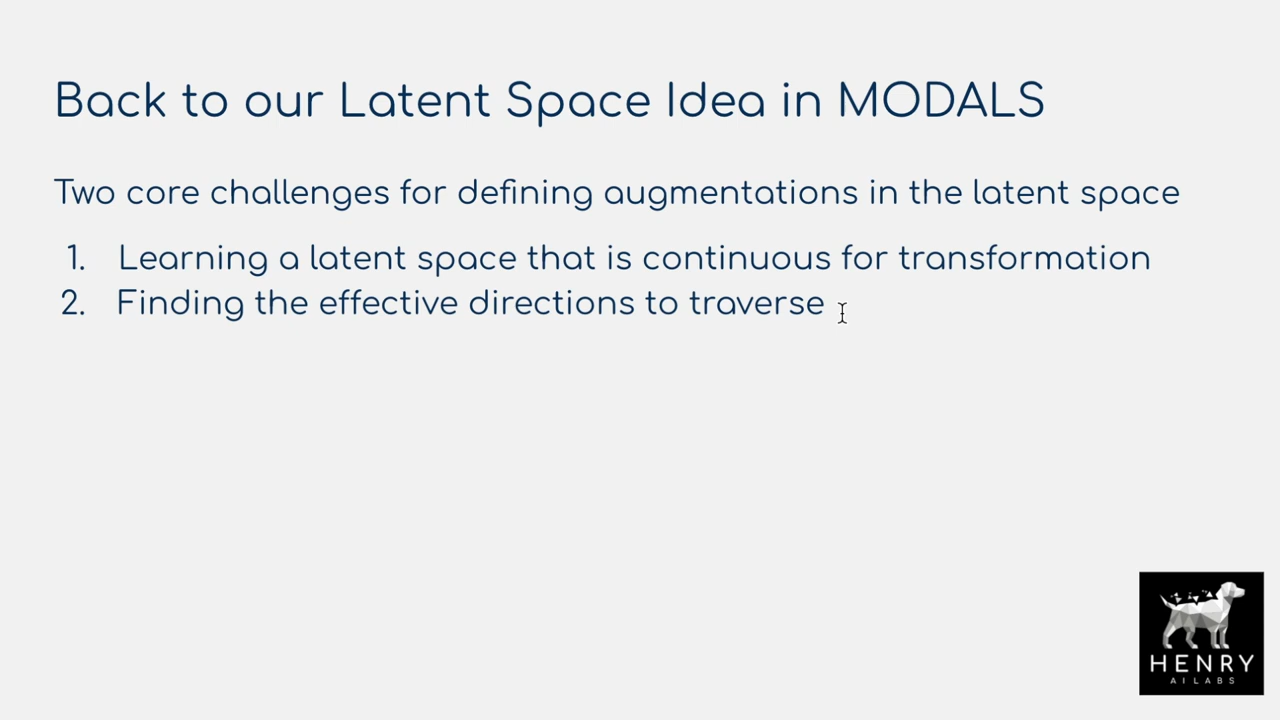 Back to our Latent Space Idea in MODALS
Two core challenges for defining augmentations in the latent space
1. Learning a latent space that is continuous for transformation
2. Finding the effective directions to traverse
HENRY
AI LABS